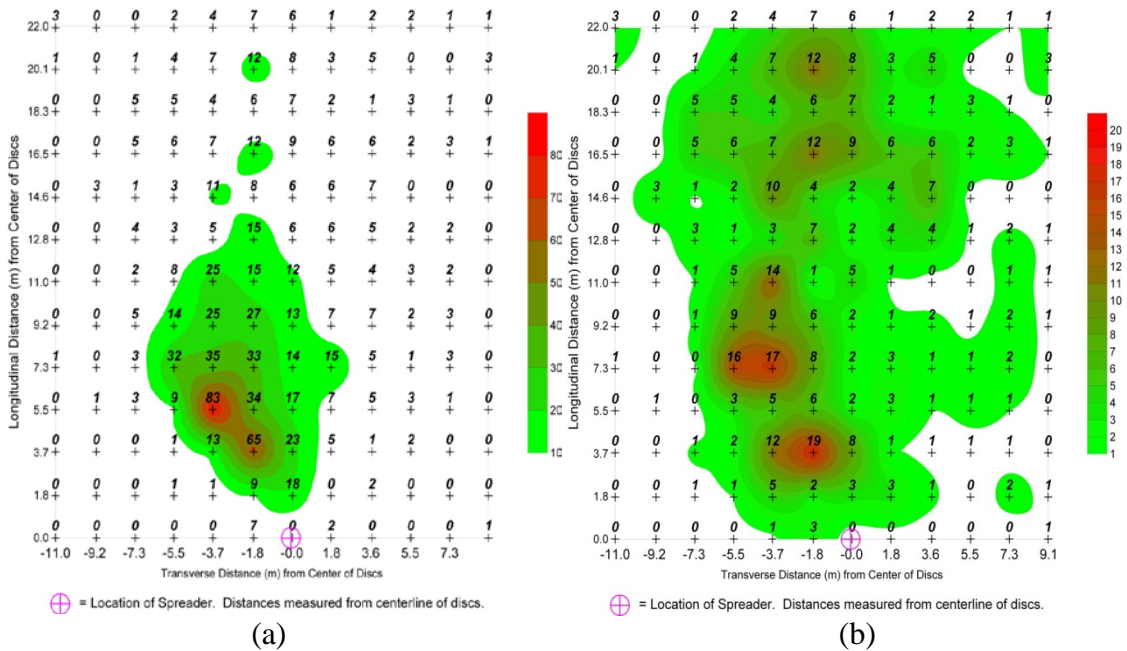 3 0 0 2 4 7 6 1 2 2 1 1
22.0
1 0 1 4 7 12 8 3 5 0 0 3
20.1
0 0 5 5 4 6 7 2 1 3 1 0
18.3
0 0 5 6 7 12 9 6 6 2 3 1
16.5
0 3 1 3 11 8 6 6 7 0 0 0
14.6
0 0 4 3 5 15 6 6 5 2 2 0
12.8
0 0 2 8 25 15 12 5 4 3 2 0
11.0
0 0 5 14 25 27 13 7 7 2 3 0
9.2
1 0 3 32 35 33 14 15 5 1 3 0
7.3
0 1 3 9 83 34 17 7 5 3 1 0
5.5
0 0 0 1 13 65 23 5 1 2 0 0
3.7
0 0 0 1 1 9 18 0 2 0 0 0
1.8
0 0 0 0 0 7 0 2 0 0 0 1
0.0
-11.0 -9.2 -7.3 -5.5 -3.7 -1.8 -0.0 1.8 3.6 5.5 7.3
Longitudinal Distance (m) from Center of Discs
Transverse Distance (m) from Center of Discs
80
70
60
50
40
30
20
10
= Location of Spreader. Distances measured from centerline of discs.
(a)
3 0 0 2 4 7 6 1 2 2 1 1
22.0
1 0 1 4 7 12 8 3 5 0 0 3
20.1
0 0 5 5 4 6 7 2 1 3 1 0
18.3
0 0 5 6 7 12 9 6 6 2 3 1
16.5
0 3 1 2 10 4 2 4 7 0 0 0
14.6
0 0 3 1 3 7 2 4 4 1 2 1
12.8
0 0 1 5 14 1 5 1 0 0 1 1
11.0
0 0 1 9 9 6 2 1 2 1 2 1
9.2
1 0 0 16 17 8 2 3 1 1 2 0
7.3
0 1 0 3 5 6 2 3 1 1 1 0
5.5
0 0 1 2 12 19 8 1 1 1 1 0
3.7
0 0 1 1 5 2 3 3 1 0 2 0
1.8
0 0 0 0 1 3 0 0 0 0 0 1
0.0
-11.0 -9.2 -7.3 -5.5 -3.7 -1.8 -0.0 1.8 3.6 5.5 7.3 9.1
Longitudinal Distance (m) from Center of Discs
Transverse Distance (m) from Center of Discs
20
19
18
17
16
15
14
13
12
11
10
9
8
7
6
5
4
3
2
1
= Location of Spreader. Distances measured from centerline of discs.
(b)